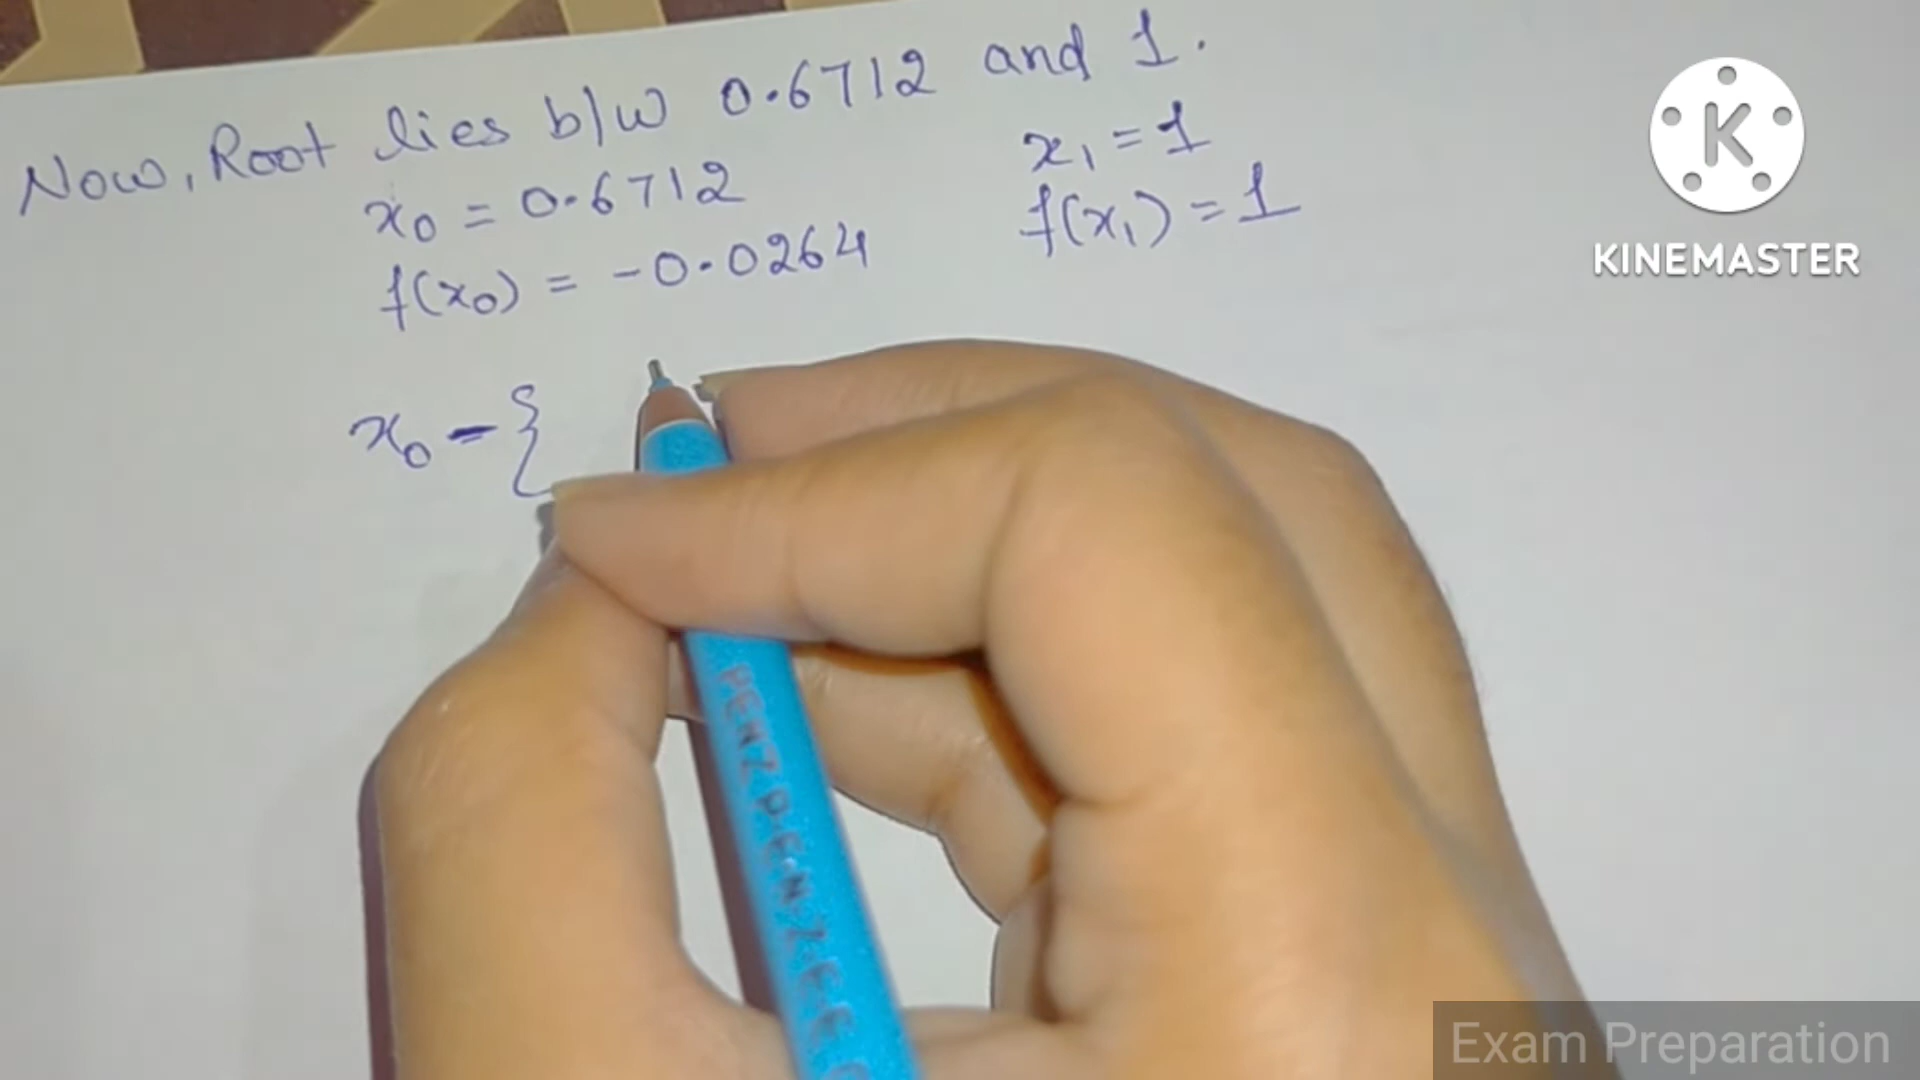 Now, Root lies b/w 0.6712 and 1.
x₀ = 0.6712 x₁ = 1
f(x₀) = -0.0264 f(x₁) = 1
x₀ - {
K
KINEMASTER
PENZPENZPENZ
Exam Preparation